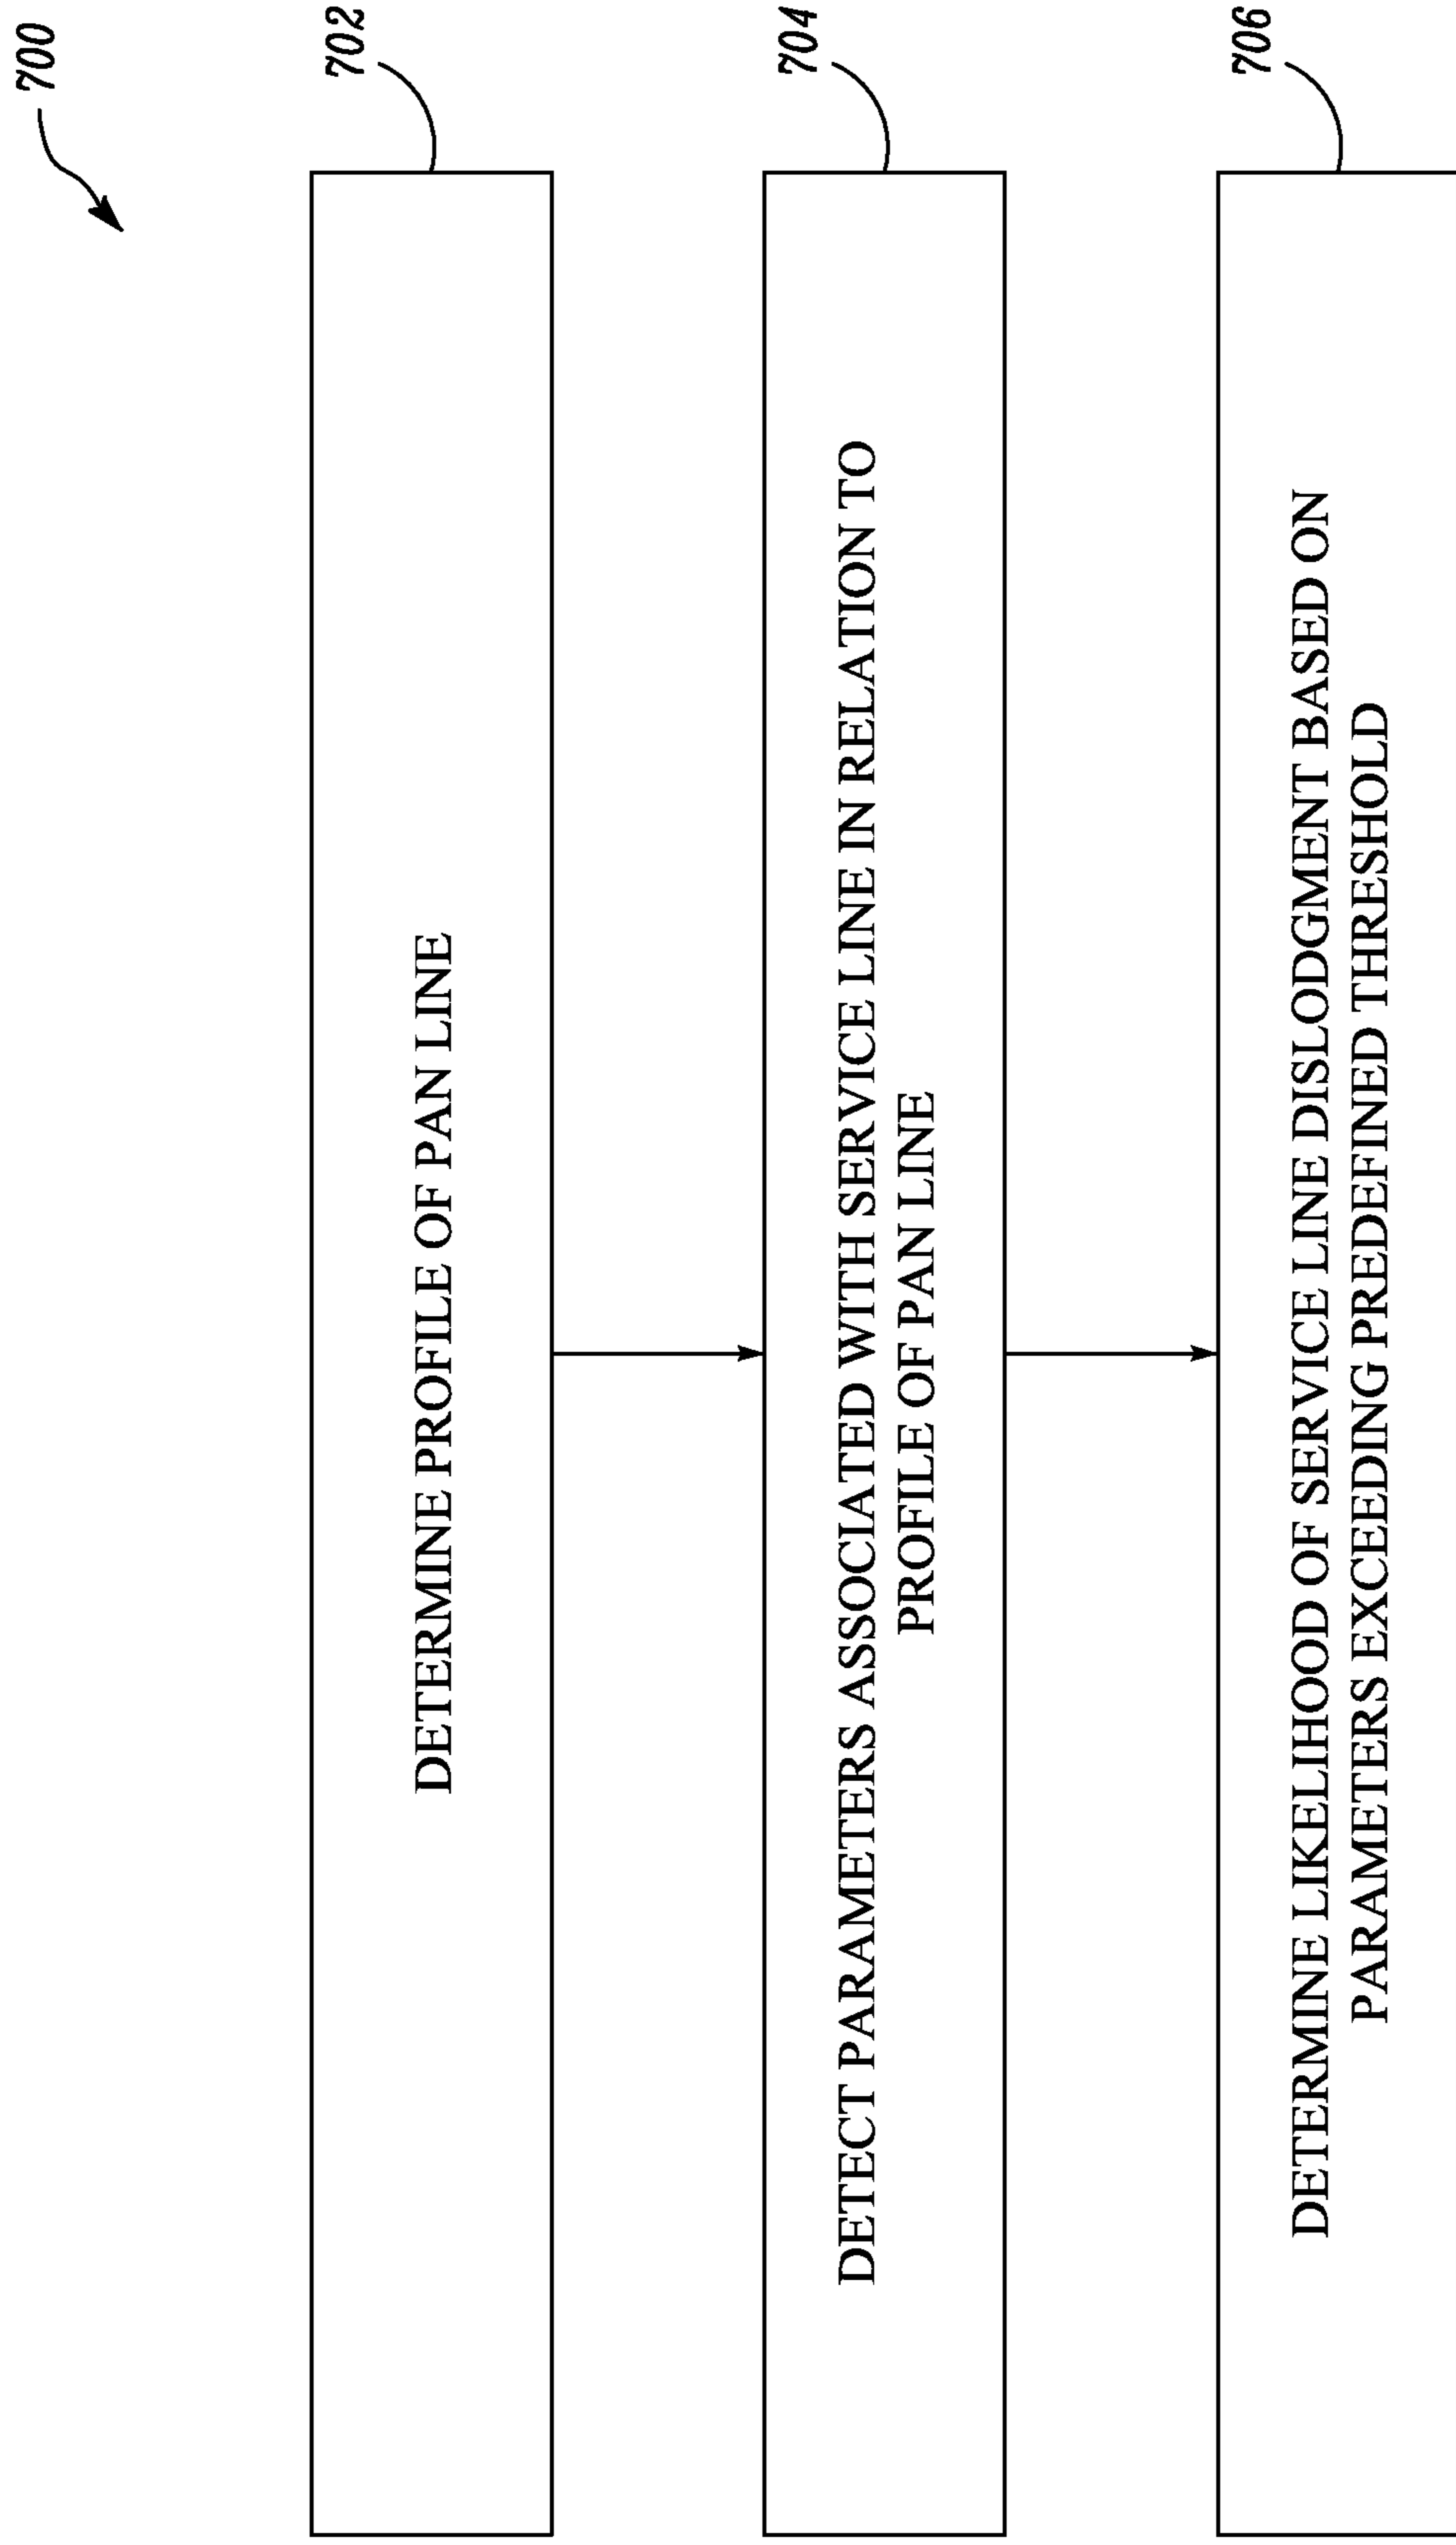 700
702
DETERMINE PROFILE OF PAN LINE
704
DETECT PARAMETERS ASSOCIATED WITH SERVICE LINE IN RELATION TO
PROFILE OF PAN LINE
706
DETERMINE LIKELIHOOD OF SERVICE LINE DISLODGMENT BASED ON
PARAMETERS EXCEEDING PREDEFINED THRESHOLD